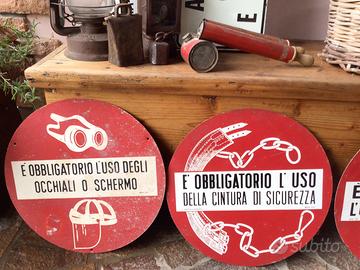 È OBBLIGATORIO L'USO DEGLI
OCCHIALI O SCHERMO
E' OBBLIGATORIO L' USO
DELLA CINTURA DI SICUREZZA
subito